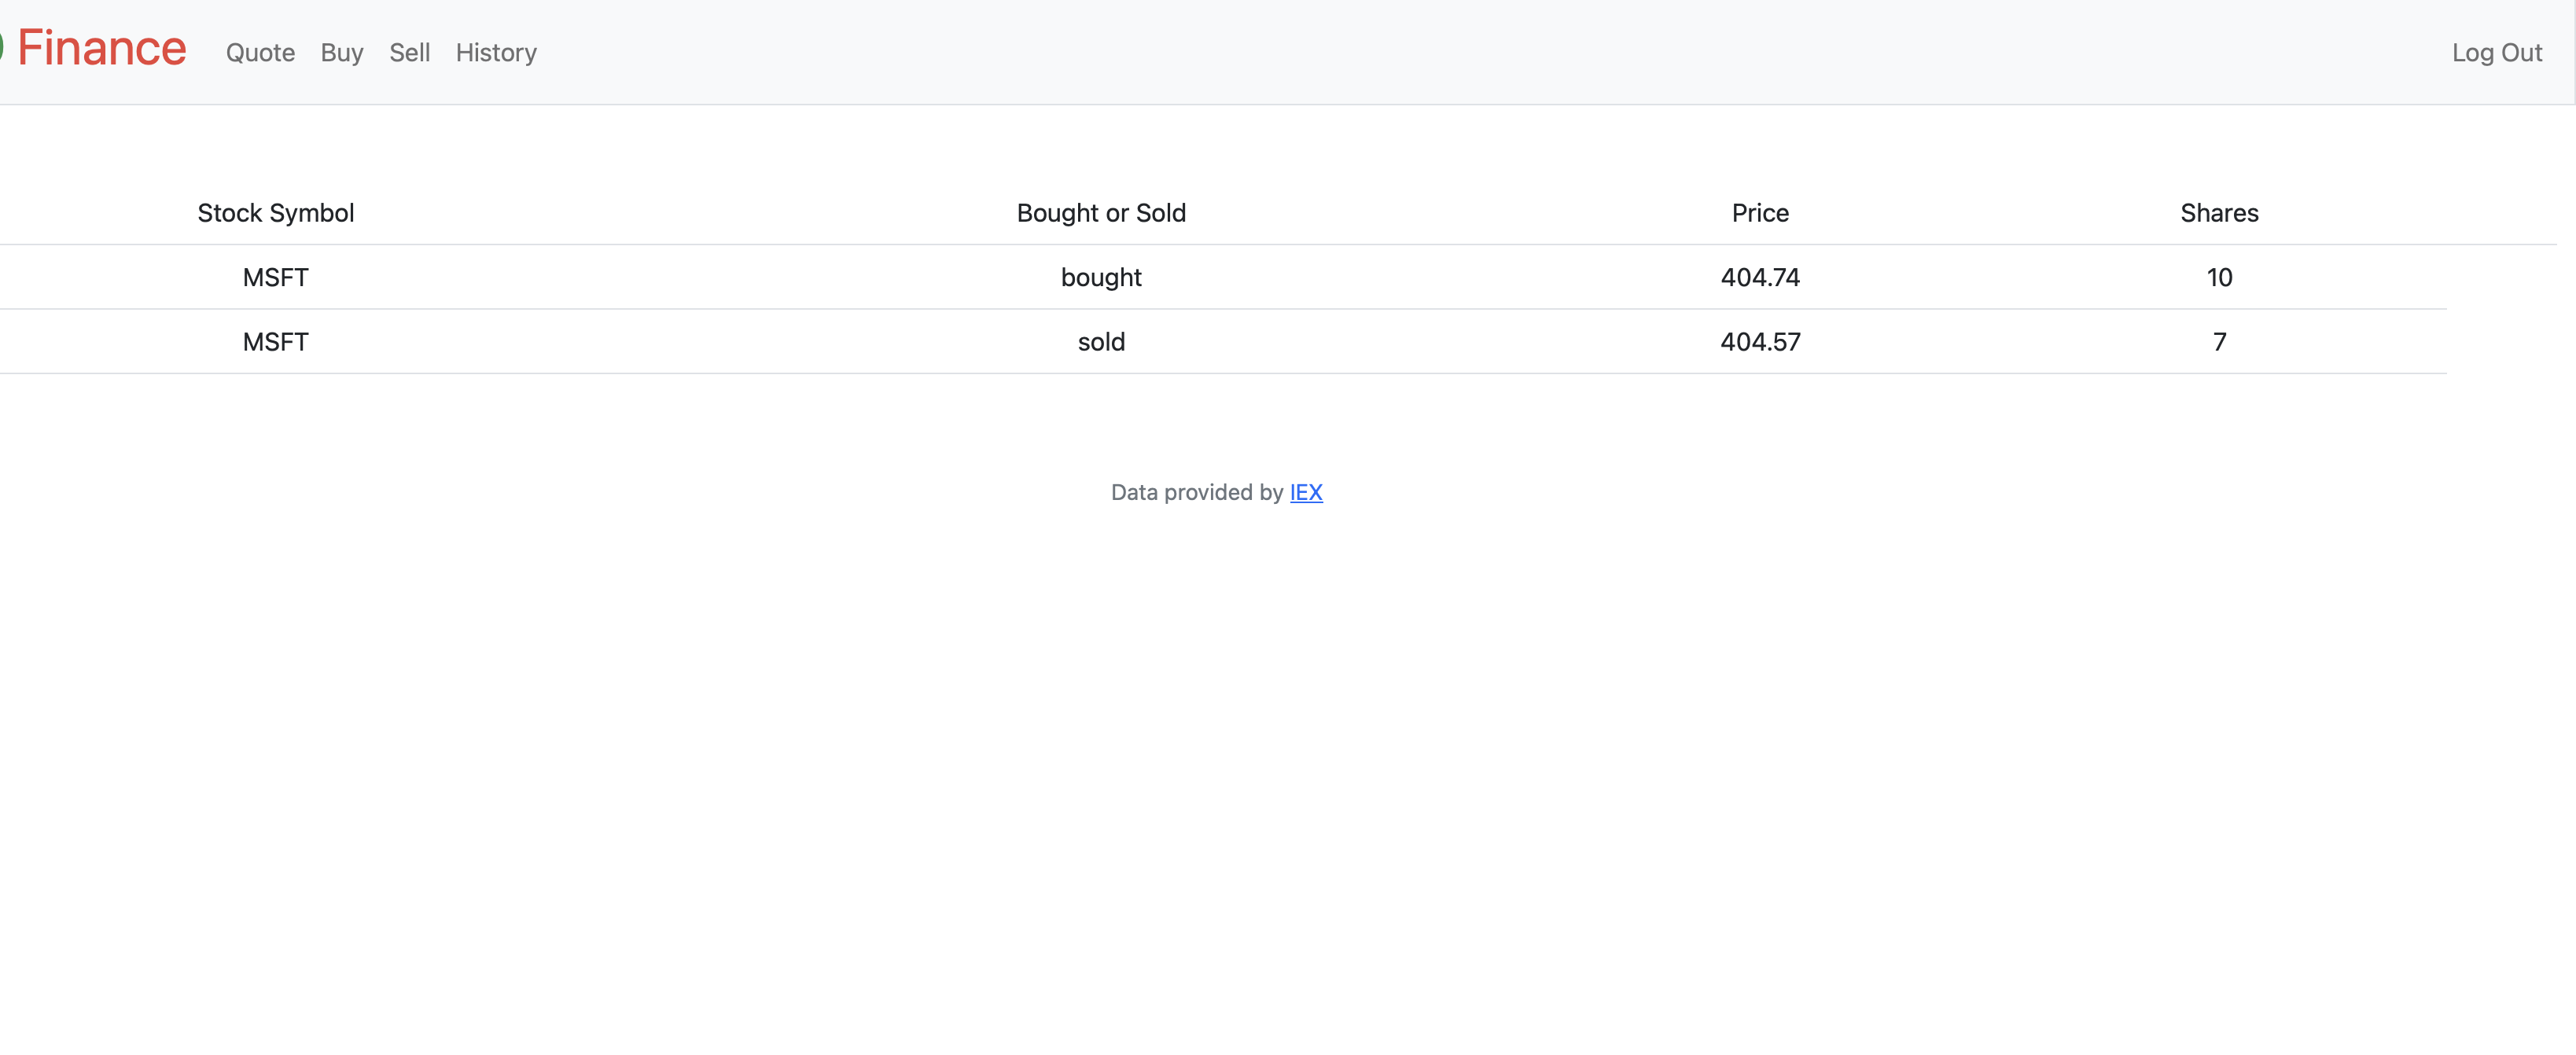 Finance Quote Buy Sell History Log Out
Stock Symbol Bought or Sold Price Shares
MSFT bought 404.74 10
MSFT sold 404.57 7
Data provided by IEX